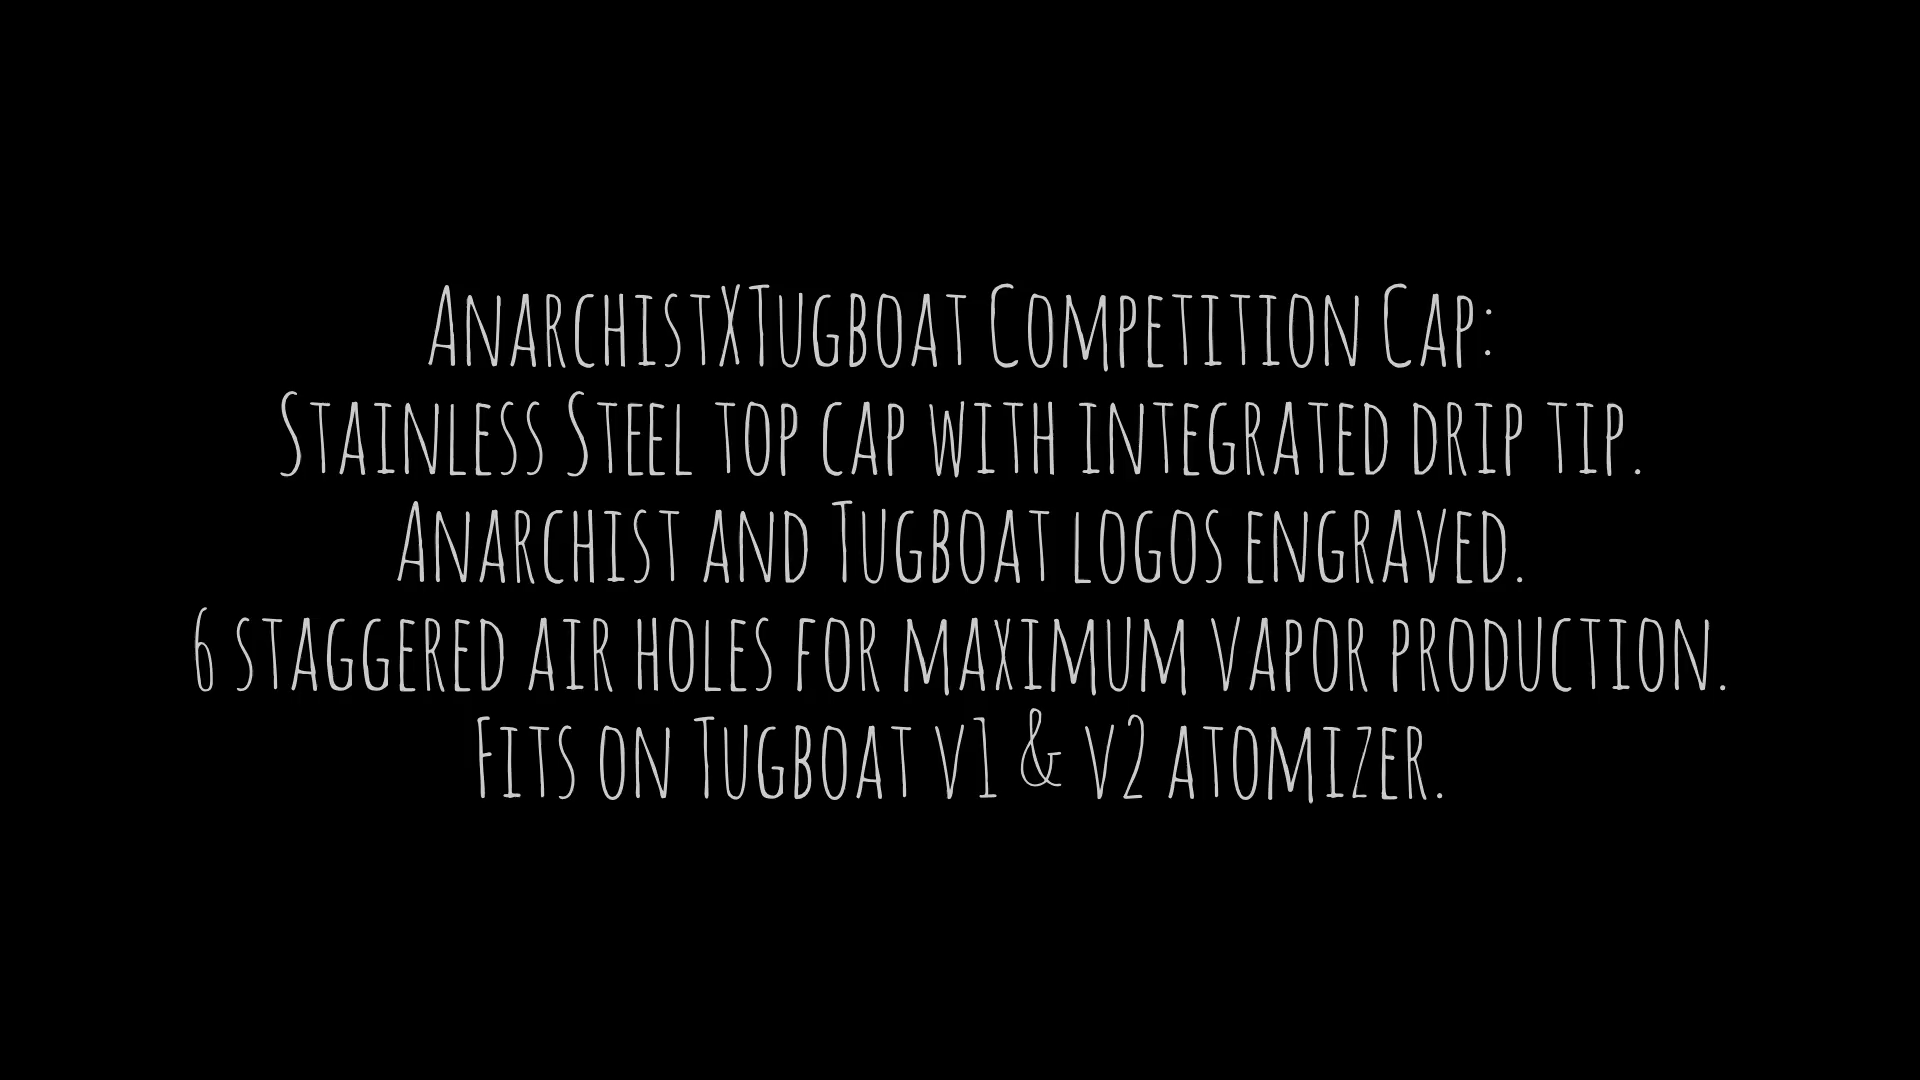 AnarchistXTugboat Competition Cap:
Stainless Steel top cap with integrated drip tip.
Anarchist and Tugboat logos engraved.
6 staggered air holes for maximum vapor production.
Fits on Tugboat v1 & v2 atomizer.